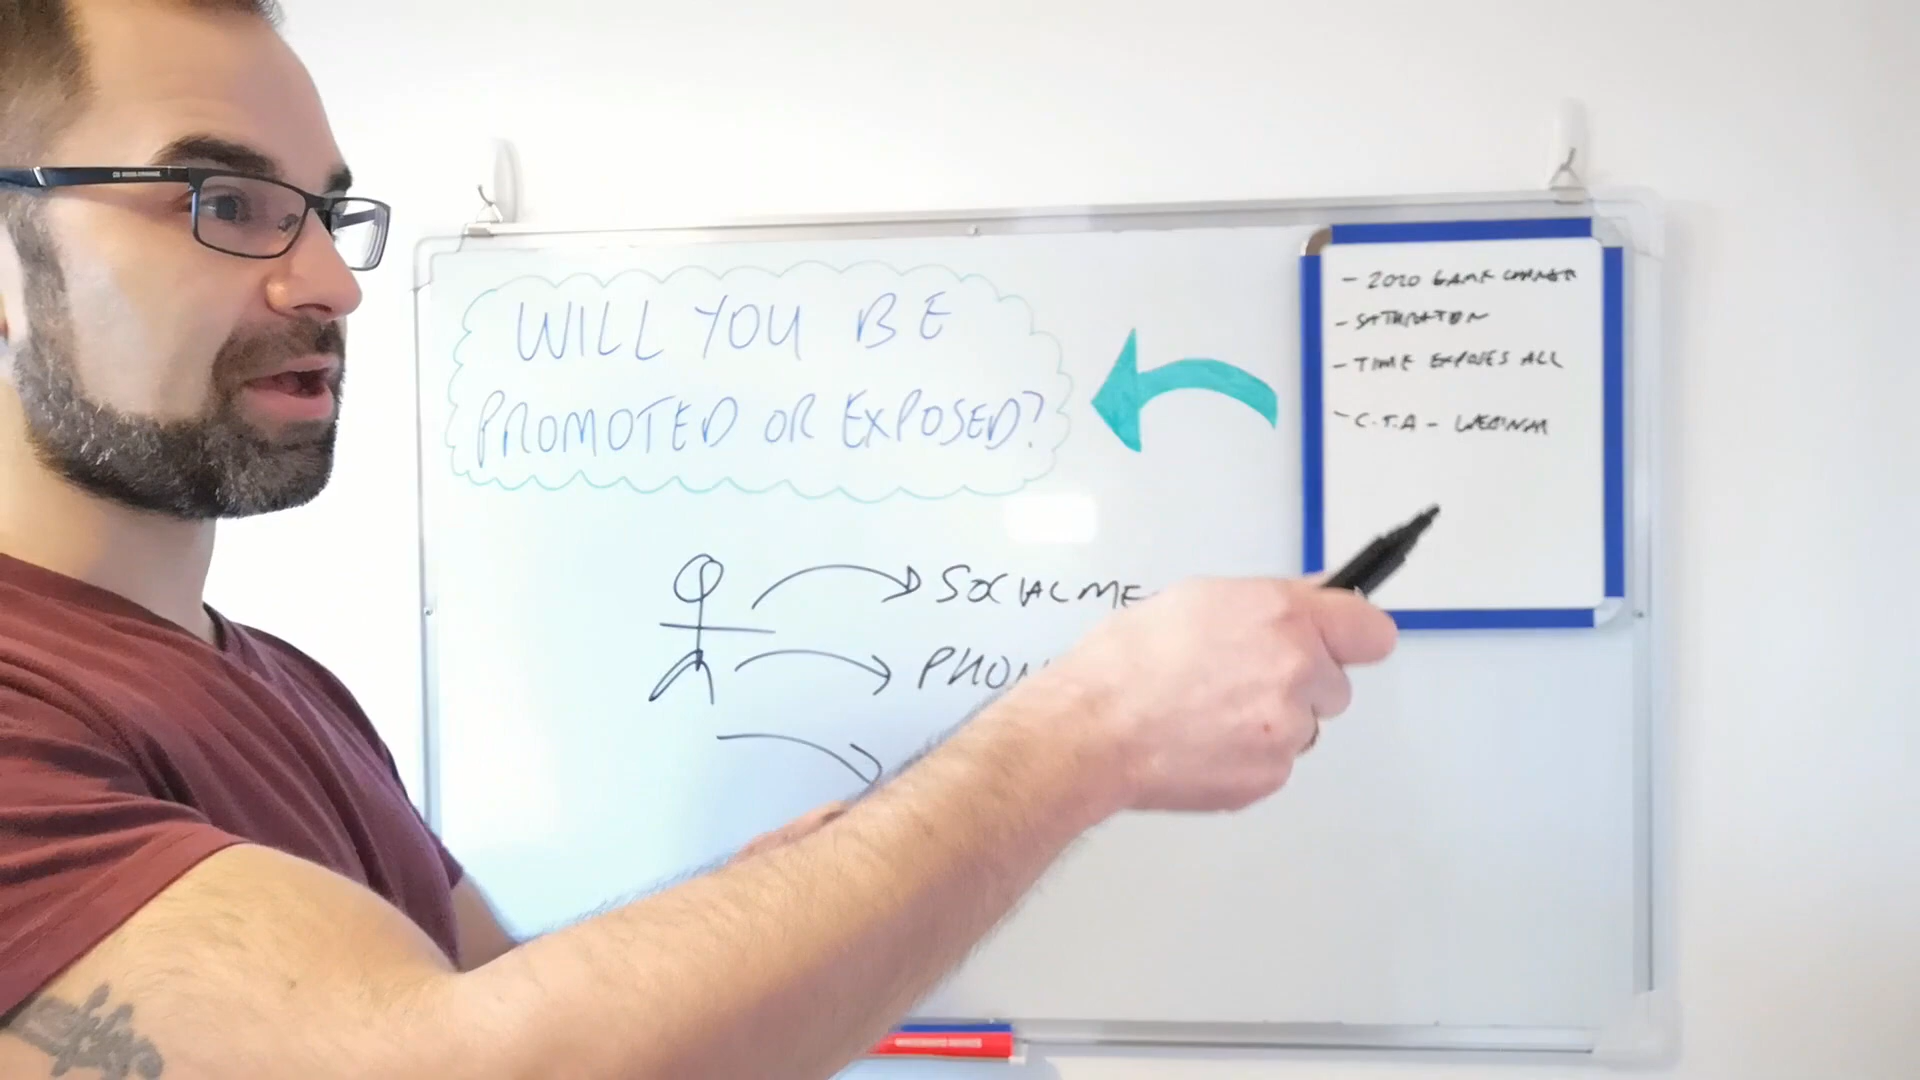 WILL YOU BE
PROMOTED OR EXPOSED?
SOCIAL ME
PHON
- 2020 GAME CHANGER
- SATURATION
- TIME EXPOSES ALL
- C.T.A - WEBINAR